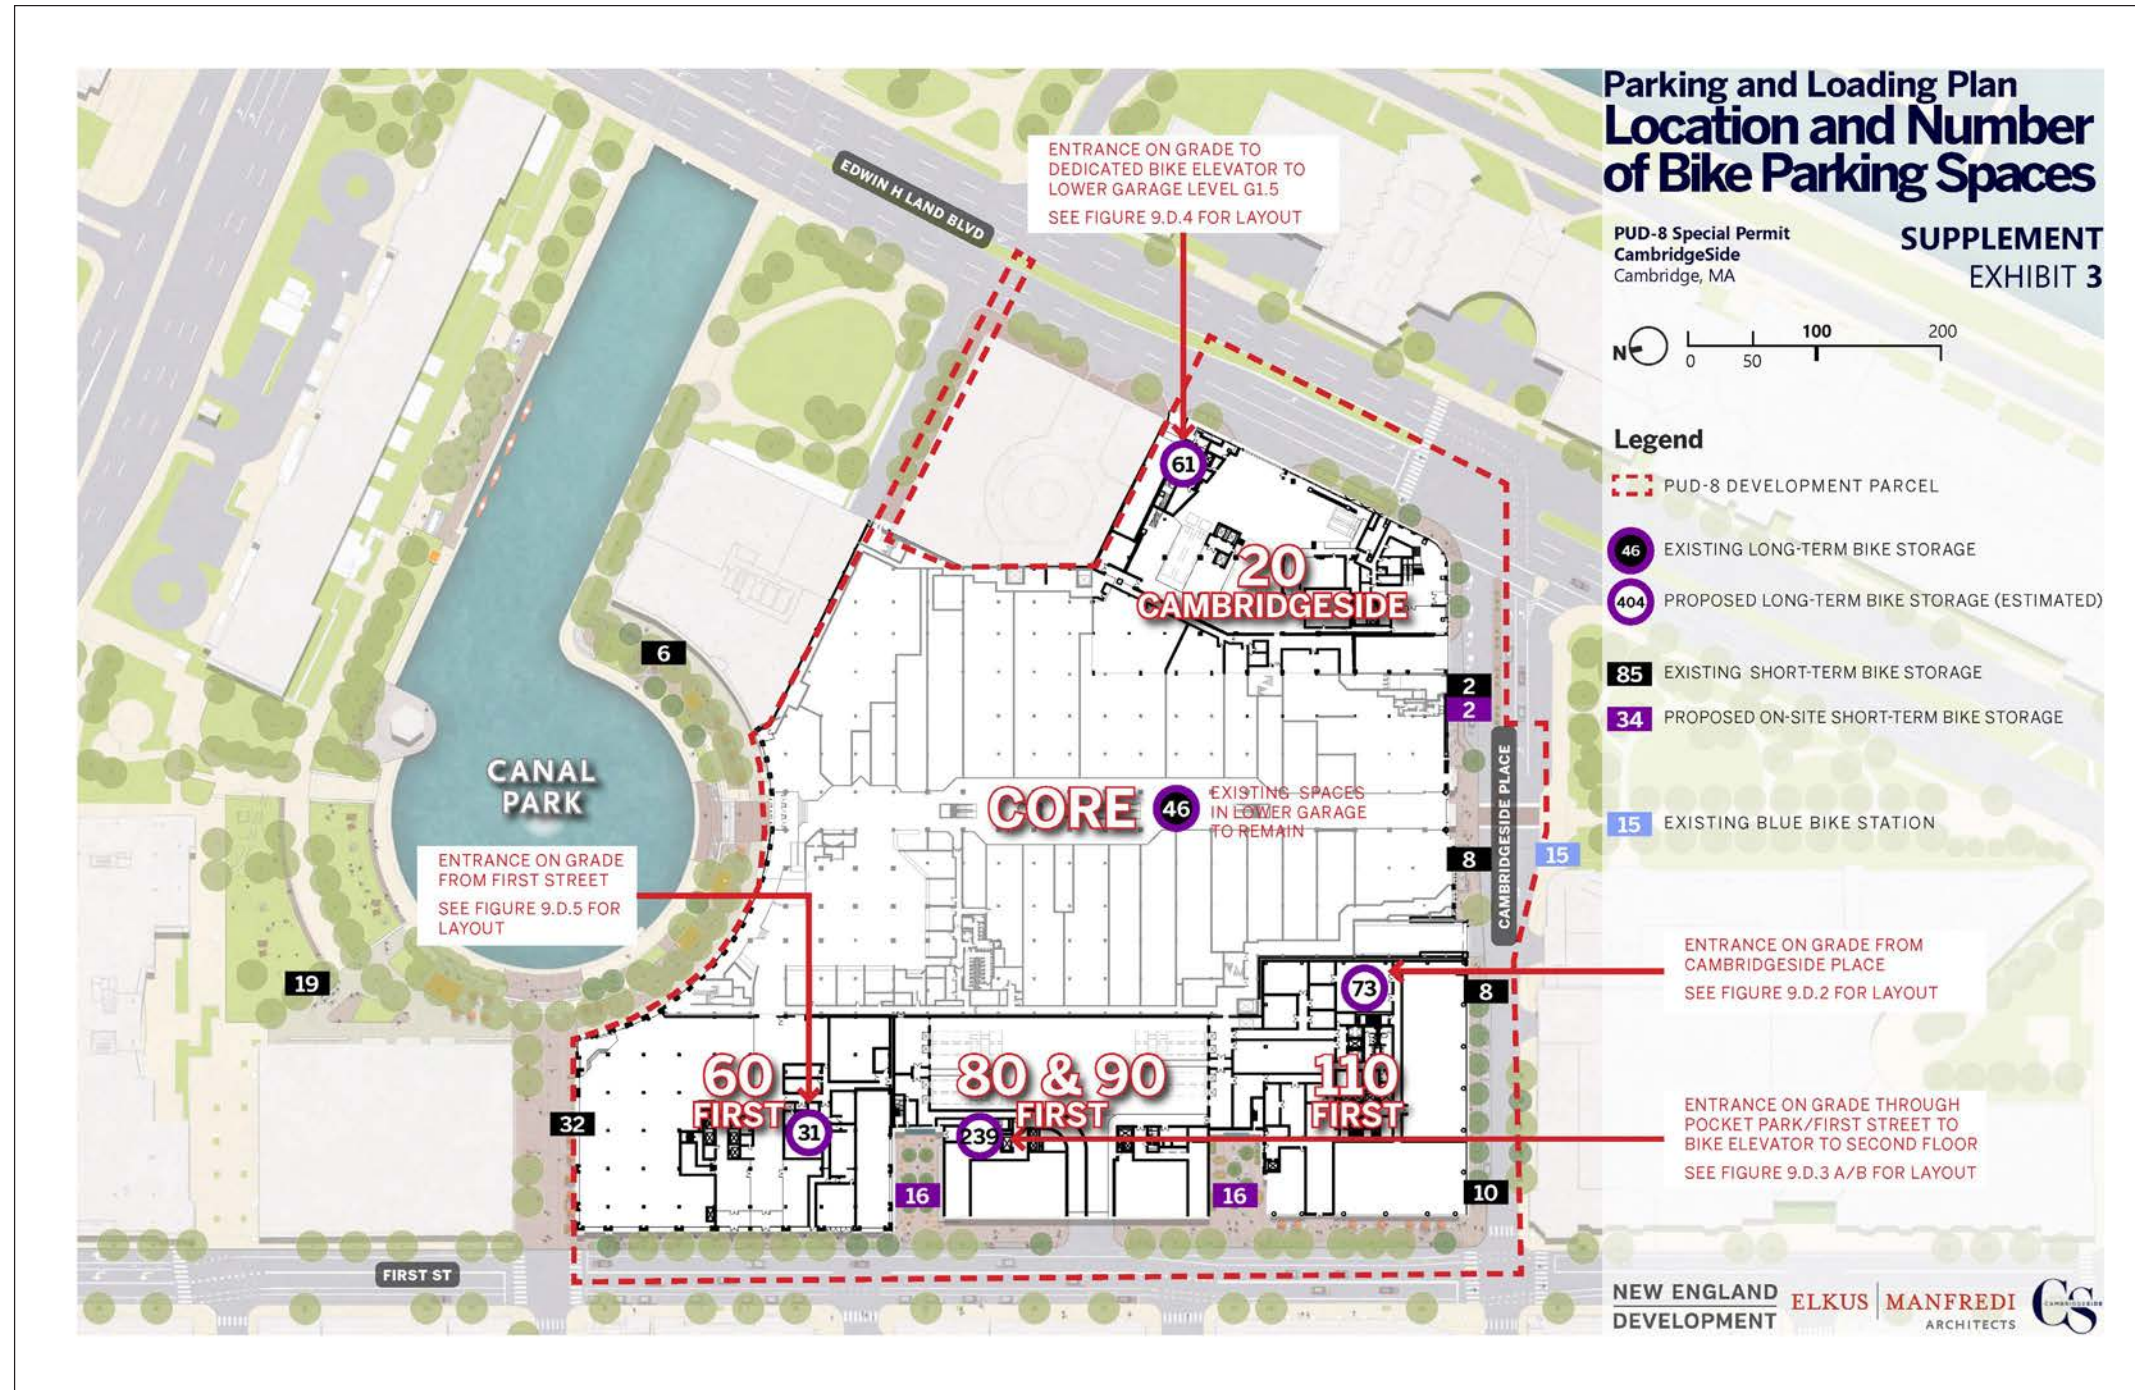 Parking and Loading Plan
Location and Number
of Bike Parking Spaces
PUD-8 Special Permit
CambridgeSide
Cambridge, MA
SUPPLEMENT
EXHIBIT 3
N
0
50
100
200
Legend
PUD-8 DEVELOPMENT PARCEL
46 EXISTING LONG-TERM BIKE STORAGE
404 PROPOSED LONG-TERM BIKE STORAGE (ESTIMATED)
85 EXISTING SHORT-TERM BIKE STORAGE
34 PROPOSED ON-SITE SHORT-TERM BIKE STORAGE
15 EXISTING BLUE BIKE STATION
EDWIN H LAND BLVD
ENTRANCE ON GRADE TO
DEDICATED BIKE ELEVATOR TO
LOWER GARAGE LEVEL G1.5
SEE FIGURE 9.D.4 FOR LAYOUT
61
20
CAMBRIDGESIDE
6
2
2
CANAL
PARK
CORE
46
EXISTING SPACES
IN LOWER GARAGE
TO REMAIN
CAMBRIDGESIDE PLACE
8
15
ENTRANCE ON GRADE
FROM FIRST STREET
SEE FIGURE 9.D.5 FOR
LAYOUT
19
73
8
ENTRANCE ON GRADE FROM
CAMBRIDGESIDE PLACE
SEE FIGURE 9.D.2 FOR LAYOUT
60
FIRST
80 & 90
FIRST
110
FIRST
32
31
239
ENTRANCE ON GRADE THROUGH
POCKET PARK/FIRST STREET TO
BIKE ELEVATOR TO SECOND FLOOR
SEE FIGURE 9.D.3 A/B FOR LAYOUT
16
16
10
FIRST ST
NEW ENGLAND
DEVELOPMENT
ELKUS MANFREDI
ARCHITECTS
CS
CAMBRIDGESIDE